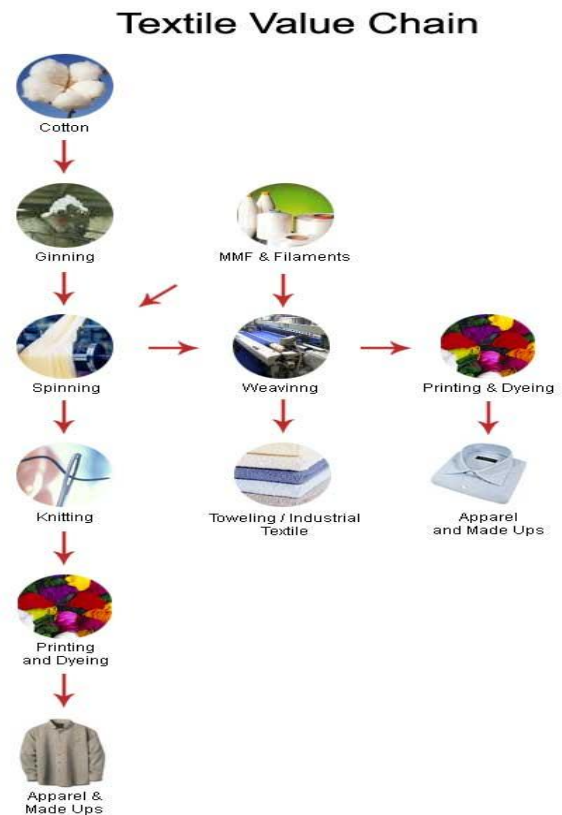 Textile Value Chain
Cotton
Ginning
MMF & Filaments
Spinning
Weavinng
Printing & Dyeing
Knitting
Toweling / Industrial
Textile
Apparel
and Made Ups
Printing
and Dyeing
Apparel &
Made Ups